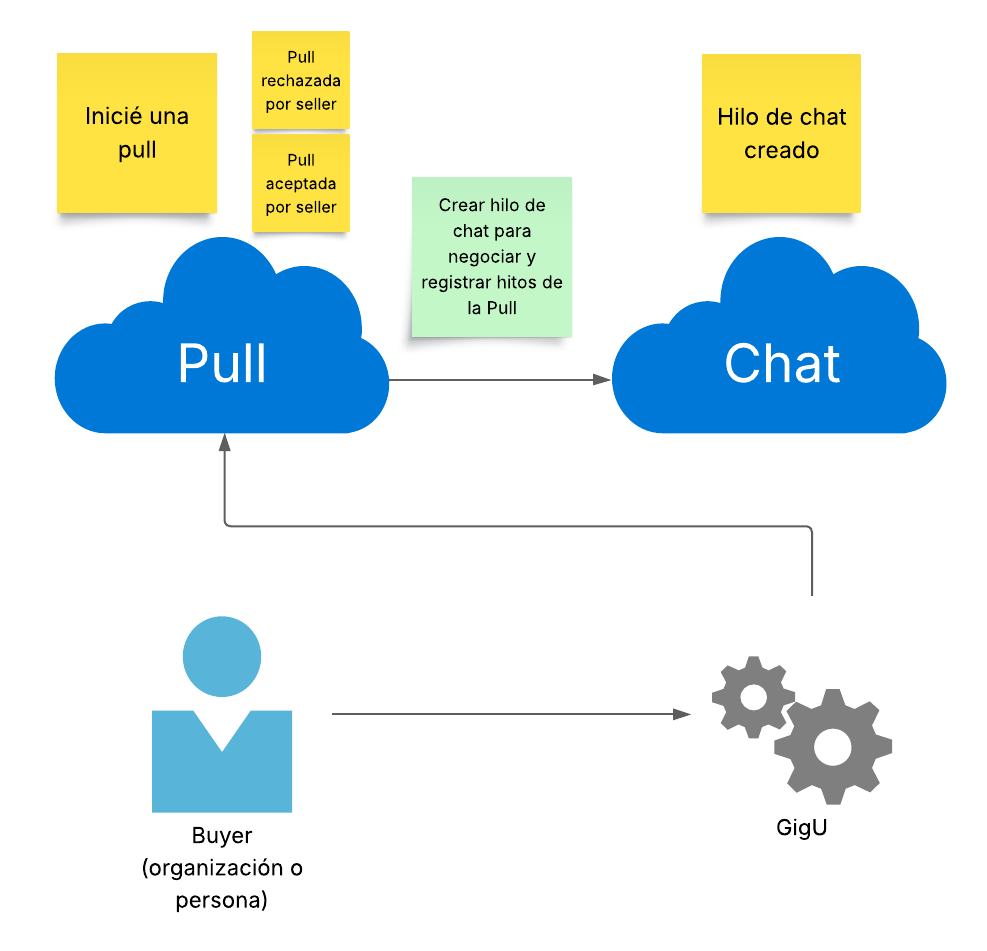 Inicié una
pull
Pull
rechazada
por seller
Pull
aceptada
por seller
Crear hilo de
chat para
negociar y
registrar hitos de
la Pull
Hilo de chat
creado
Pull
Chat
Buyer
(organización o
persona)
GigU